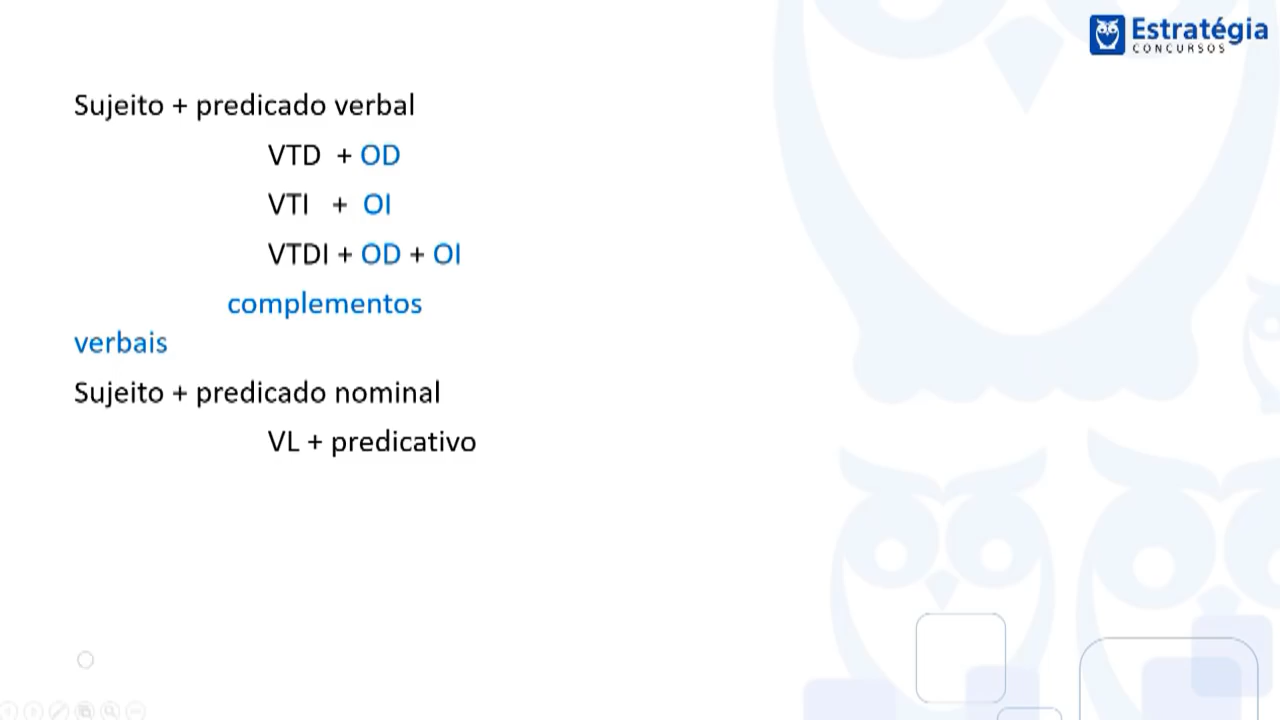 Estratégia
CONCURSOS
Sujeito + predicado verbal
VTD + OD
VTI + OI
VTDI + OD + OI
complementos
verbais
Sujeito + predicado nominal
VL + predicativo